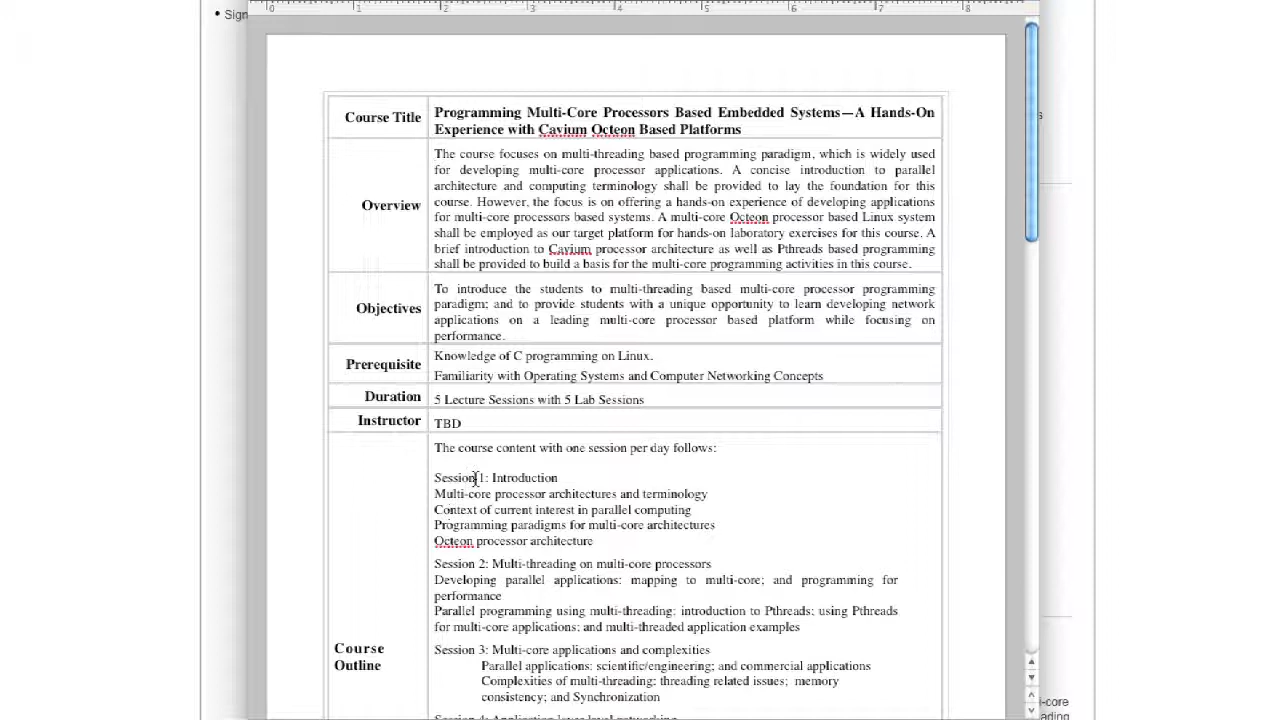 • Sign
0 1 2 3 4 5 6 7 8
Course Title
Programming Multi-Core Processors Based Embedded Systems—A Hands-On
Experience with Cavium Octeon Based Platforms
Overview
The course focuses on multi-threading based programming paradigm, which is widely used
for developing multi-core processor applications. A concise introduction to parallel
architecture and computing terminology shall be provided to lay the foundation for this
course. However, the focus is on offering a hands-on experience of developing applications
for multi-core processors based systems. A multi-core Octeon processor based Linux system
shall be employed as our target platform for hands-on laboratory exercises for this course. A
brief introduction to Cavium processor architecture as well as Pthreads based programming
shall be provided to build a basis for the multi-core programming activities in this course.
Objectives
To introduce the students to multi-threading based multi-core processor programming
paradigm; and to provide students with a unique opportunity to learn developing network
applications on a leading multi-core processor based platform while focusing on
performance.
Prerequisite
Knowledge of C programming on Linux.
Familiarity with Operating Systems and Computer Networking Concepts
Duration
5 Lecture Sessions with 5 Lab Sessions
Instructor
TBD
Course
Outline
The course content with one session per day follows:
Session 1: Introduction
Multi-core processor architectures and terminology
Context of current interest in parallel computing
Programming paradigms for multi-core architectures
Octeon processor architecture
Session 2: Multi-threading on multi-core processors
Developing parallel applications: mapping to multi-core; and programming for
performance
Parallel programming using multi-threading: introduction to Pthreads; using Pthreads
for multi-core applications; and multi-threaded application examples
Session 3: Multi-core applications and complexities
Parallel applications: scientific/engineering; and commercial applications
Complexities of multi-threading: threading related issues; memory
consistency; and Synchronization
s
i-core
ading